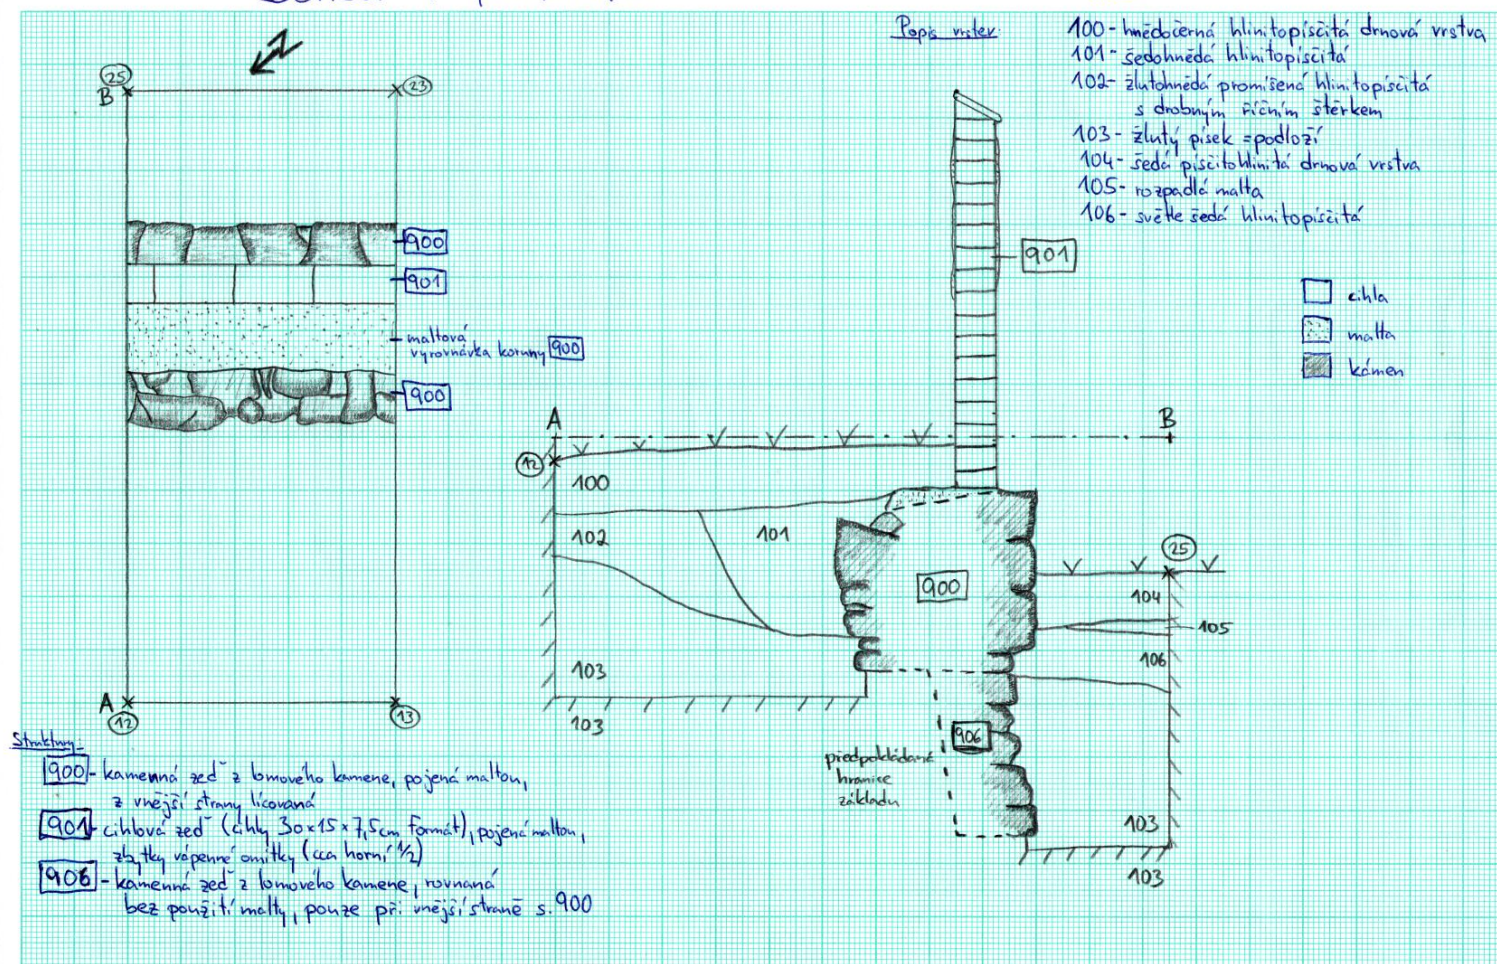 Popis vrstev:
100 - hnědočerná hlinitopísčitá drnová vrstva
101 - šedohnědá hlinitopísčitá
102 - žlutohnědá promíšená hlinitopísčitá
s drobným říčním štěrkem
103 - žlutý písek = podloží
104 - šedá písčitohlinitá drnová vrstva
105 - rozpadlá malta
106 - světle šedá hlinitopísčitá
cihla
malta
kámen
25
B
23
900
901
maltová
vyrovnávka koruny 900
900
A
12
13
901
A
B
12
100
102
101
103
103
900
25
104
105
106
906
předpokládaná
hranice
základu
103
103
Struktury:
900 - kamenná zeď z lomového kamene, pojená maltou,
z vnější strany lícovaná
901 - cihlová zeď (cihly 30x15x7,5cm formát), pojená maltou,
zbytky vápenné omítky (cca horní 1/2)
906 - kamenná zeď z lomového kamene, rovnaná
bez použití malty, pouze při vnější straně s. 900